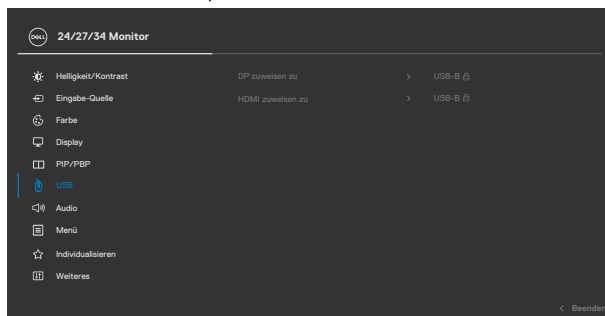 DELL 24/27/34 Monitor
Helligkeit/Kontrast DP zuweisen zu > USB-B
Eingabe-Quelle HDMI zuweisen zu > USB-B
Farbe
Display
PIP/PBP
USB
Audio
Menü
Individualisieren
Weiteres
< Beenden